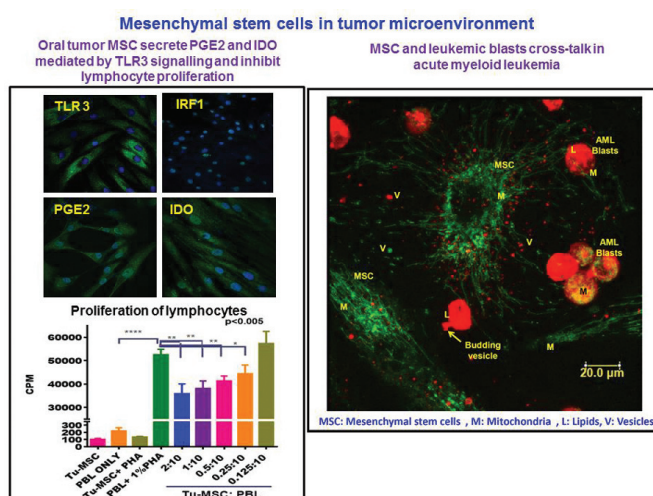 Mesenchymal stem cells in tumor microenvironment
Oral tumor MSC secrete PGE2 and IDO
mediated by TLR3 signalling and inhibit
lymphocyte proliferation
TLR 3
IRF1
PGE2
IDO
Proliferation of lymphocytes
p<0.005
****
**
**
**
*
CPM
60000
50000
40000
30000
300
200
100
0
Tu-MSC
PBL ONLY
Tu-MSC+ PHA
PBL+ 1%PHA
2:10
1:10
0.5:10
0.25:10
0.125:10
Tu-MSC: PBL
MSC and leukemic blasts cross-talk in
acute myeloid leukemia
AML
Blasts
L
M
MSC
M
V
V
V
AML
Blasts
M
MSC
M
L
M
Budding
vesicle
20.0 µm
MSC: Mesenchymal stem cells , M: Mitochondria , L: Lipids, V: Vesicles